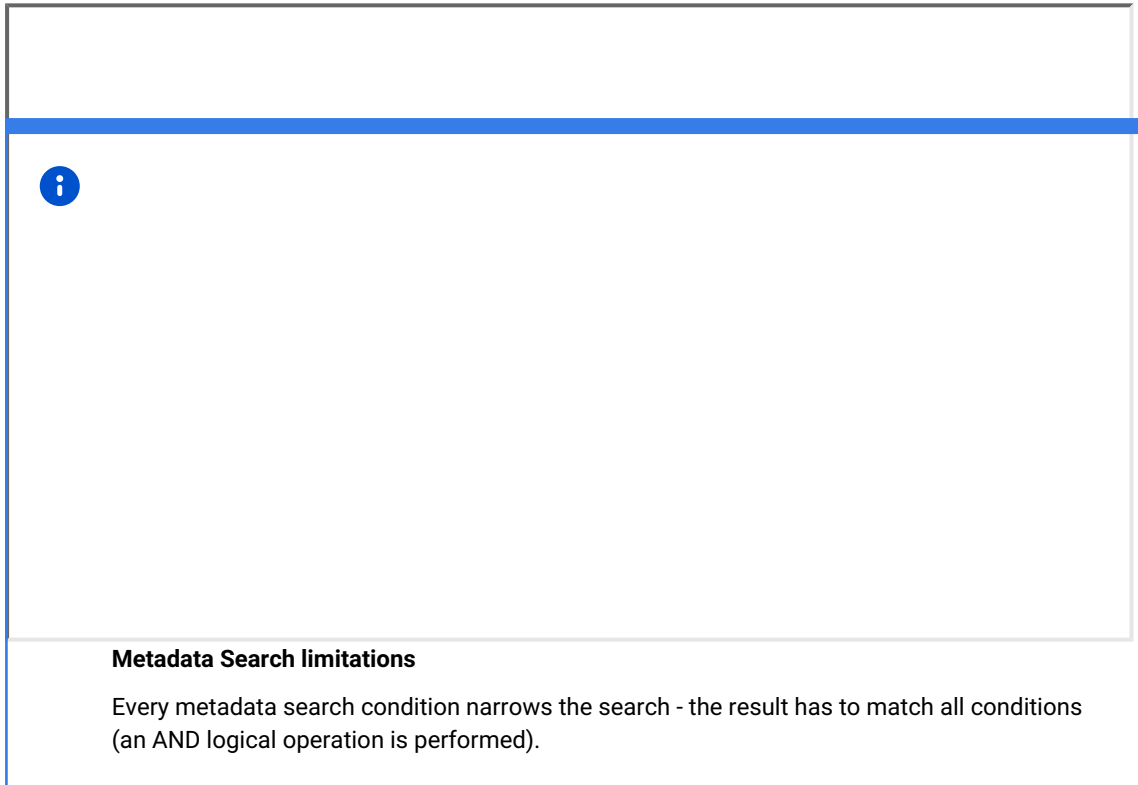 Metadata Search limitations
Every metadata search condition narrows the search - the result has to match all conditions
(an AND logical operation is performed).